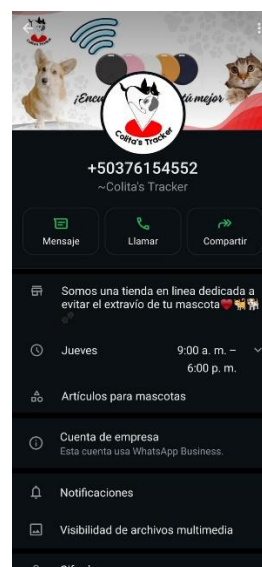 ¡Encu
tú mejor
Colita's Tracker
+50376154552
~Colita's Tracker
Mensaje Llamar Compartir
Somos una tienda en linea dedicada a
evitar el extravío de tu
mascota❤️🐕🐩
Jueves 9:00 a. m. –
6:00 p. m.
Artículos para mascotas
Cuenta de empresa
Esta cuenta usa WhatsApp Business.
Notificaciones
Visibilidad de archivos multimedia